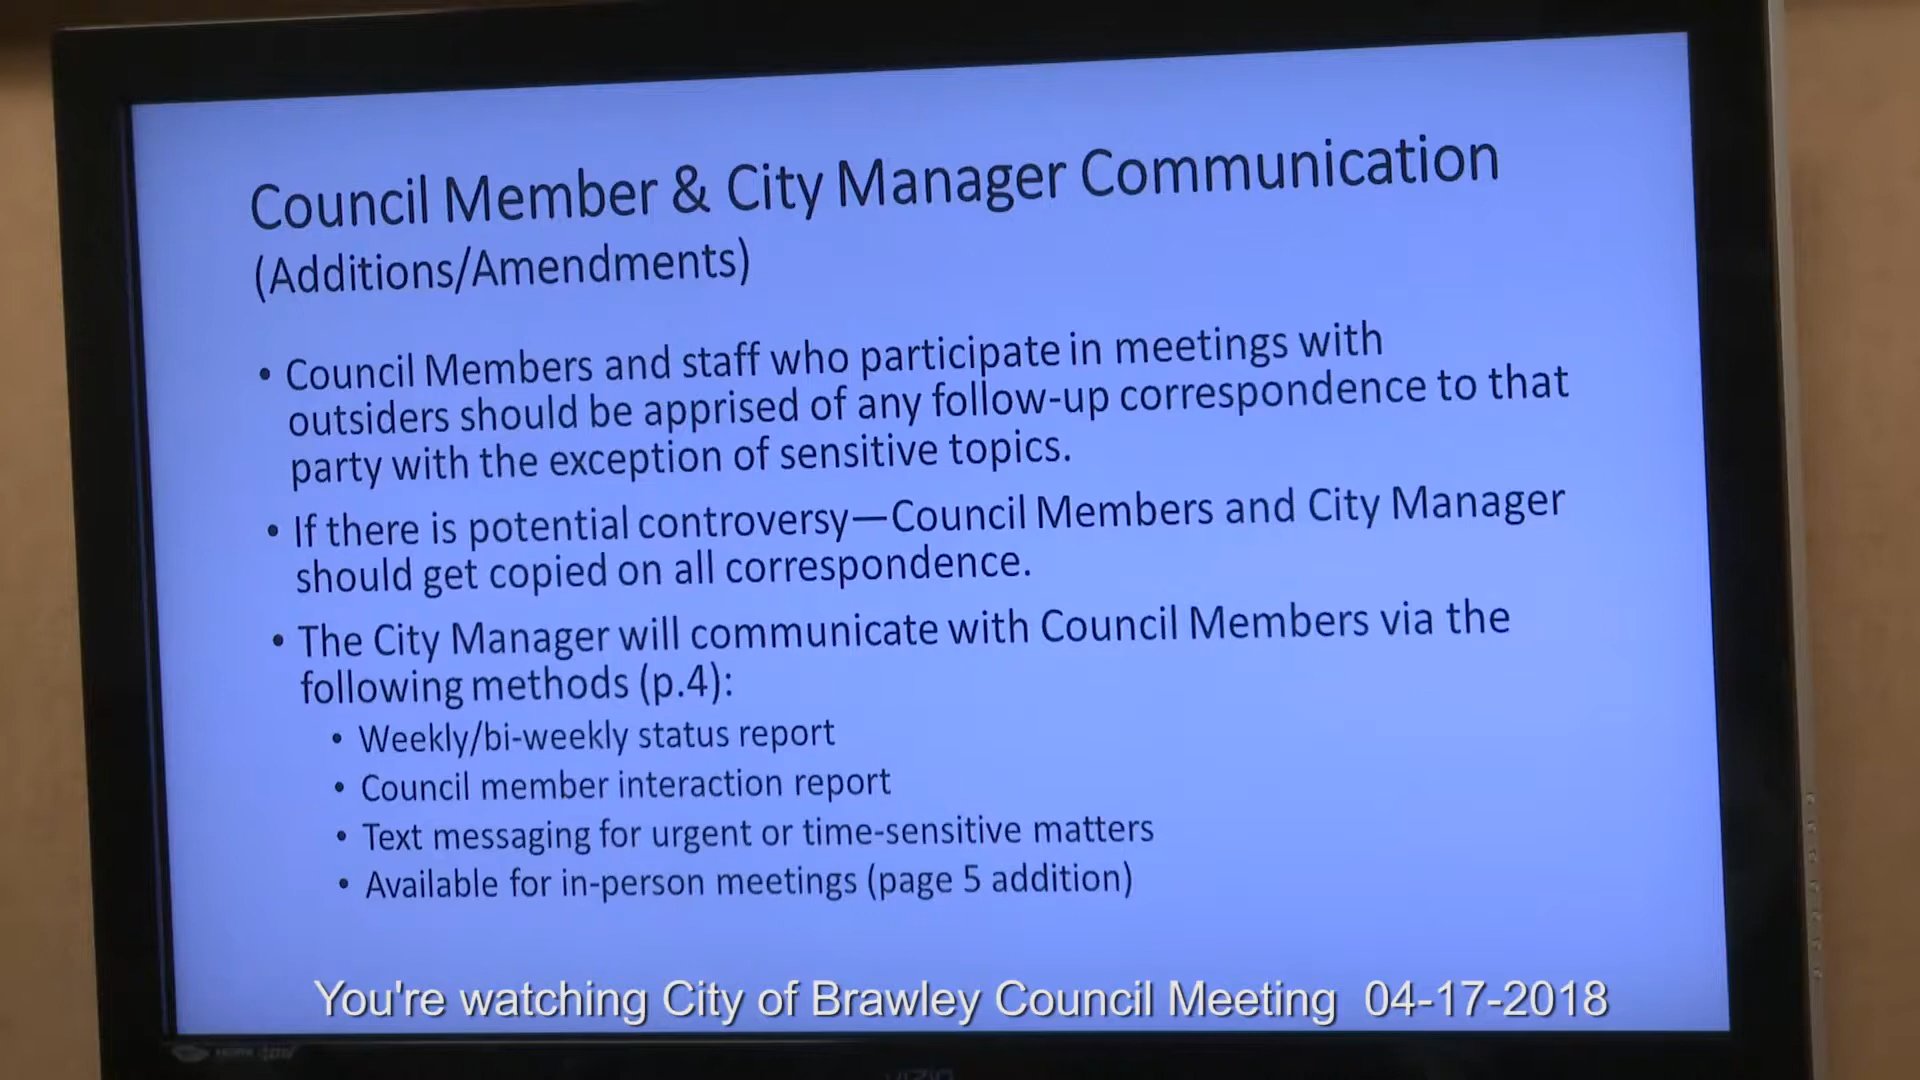 Council Member & City Manager Communication
(Additions/Amendments)
• Council Members and staff who participate in meetings with
outsiders should be apprised of any follow-up correspondence to that
party with the exception of sensitive topics.
• If there is potential controversy—Council Members and City Manager
should get copied on all correspondence.
• The City Manager will communicate with Council Members via the
following methods (p.4):
• Weekly/bi-weekly status report
• Council member interaction report
• Text messaging for urgent or time-sensitive matters
• Available for in-person meetings (page 5 addition)
You're watching City of Brawley Council Meeting 04-17-2018
VIZIO